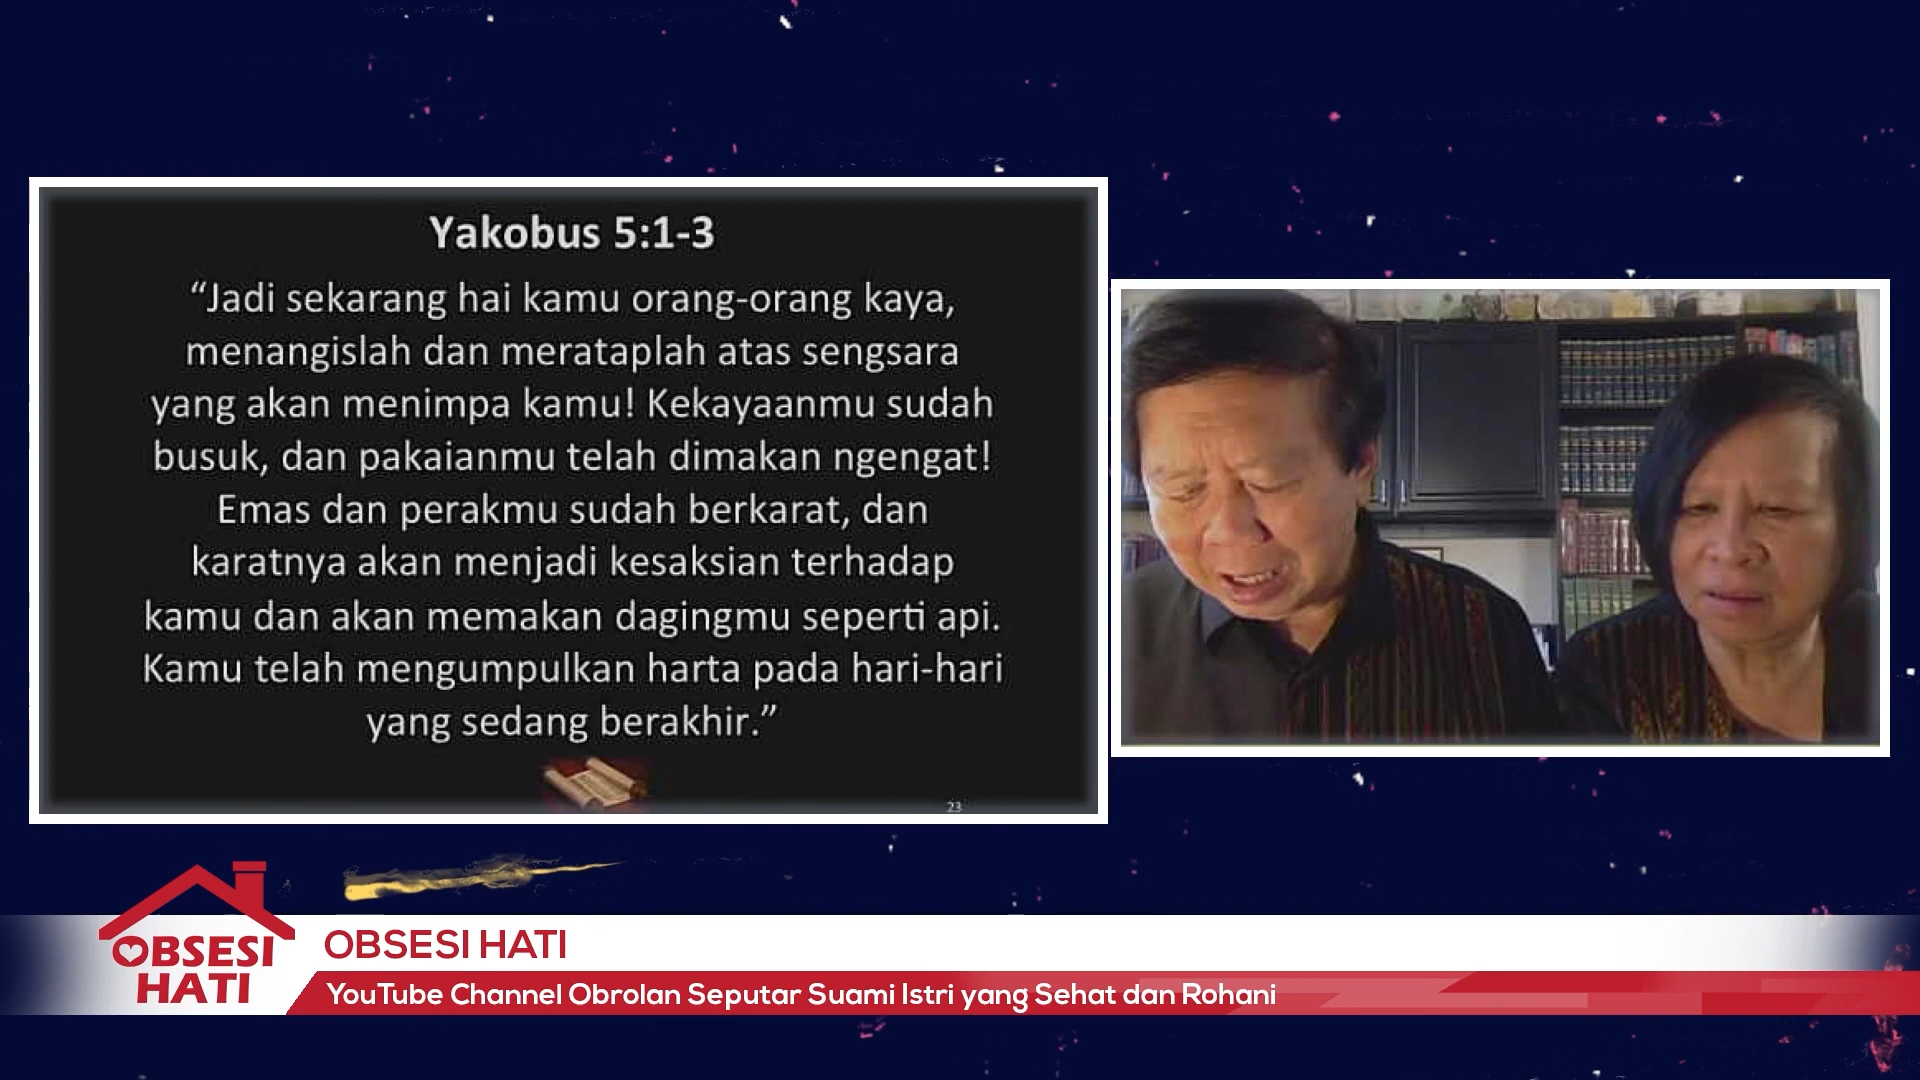 Yakobus 5:1-3
“Jadi sekarang hai kamu orang-orang kaya,
menangislah dan merataplah atas sengsara
yang akan menimpa kamu! Kekayaanmu sudah
busuk, dan pakaianmu telah dimakan ngengat!
Emas dan perakmu sudah berkarat, dan
karatnya akan menjadi kesaksian terhadap
kamu dan akan memakan dagingmu seperti api.
Kamu telah mengumpulkan harta pada hari-hari
yang sedang berakhir.”
23
OBSESI
HATI
OBSESI HATI
YouTube Channel Obrolan Seputar Suami Istri yang Sehat dan Rohani